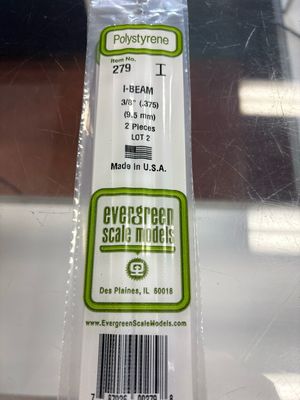 Polystyrene
Item No.
279
I-BEAM
3/8" (.375)
(9.5 mm)
2 Pieces
LOT 2
Made in U.S.A.
evergreen
scale models
Des Plaines, IL 60018
www.EvergreenScaleModels.com